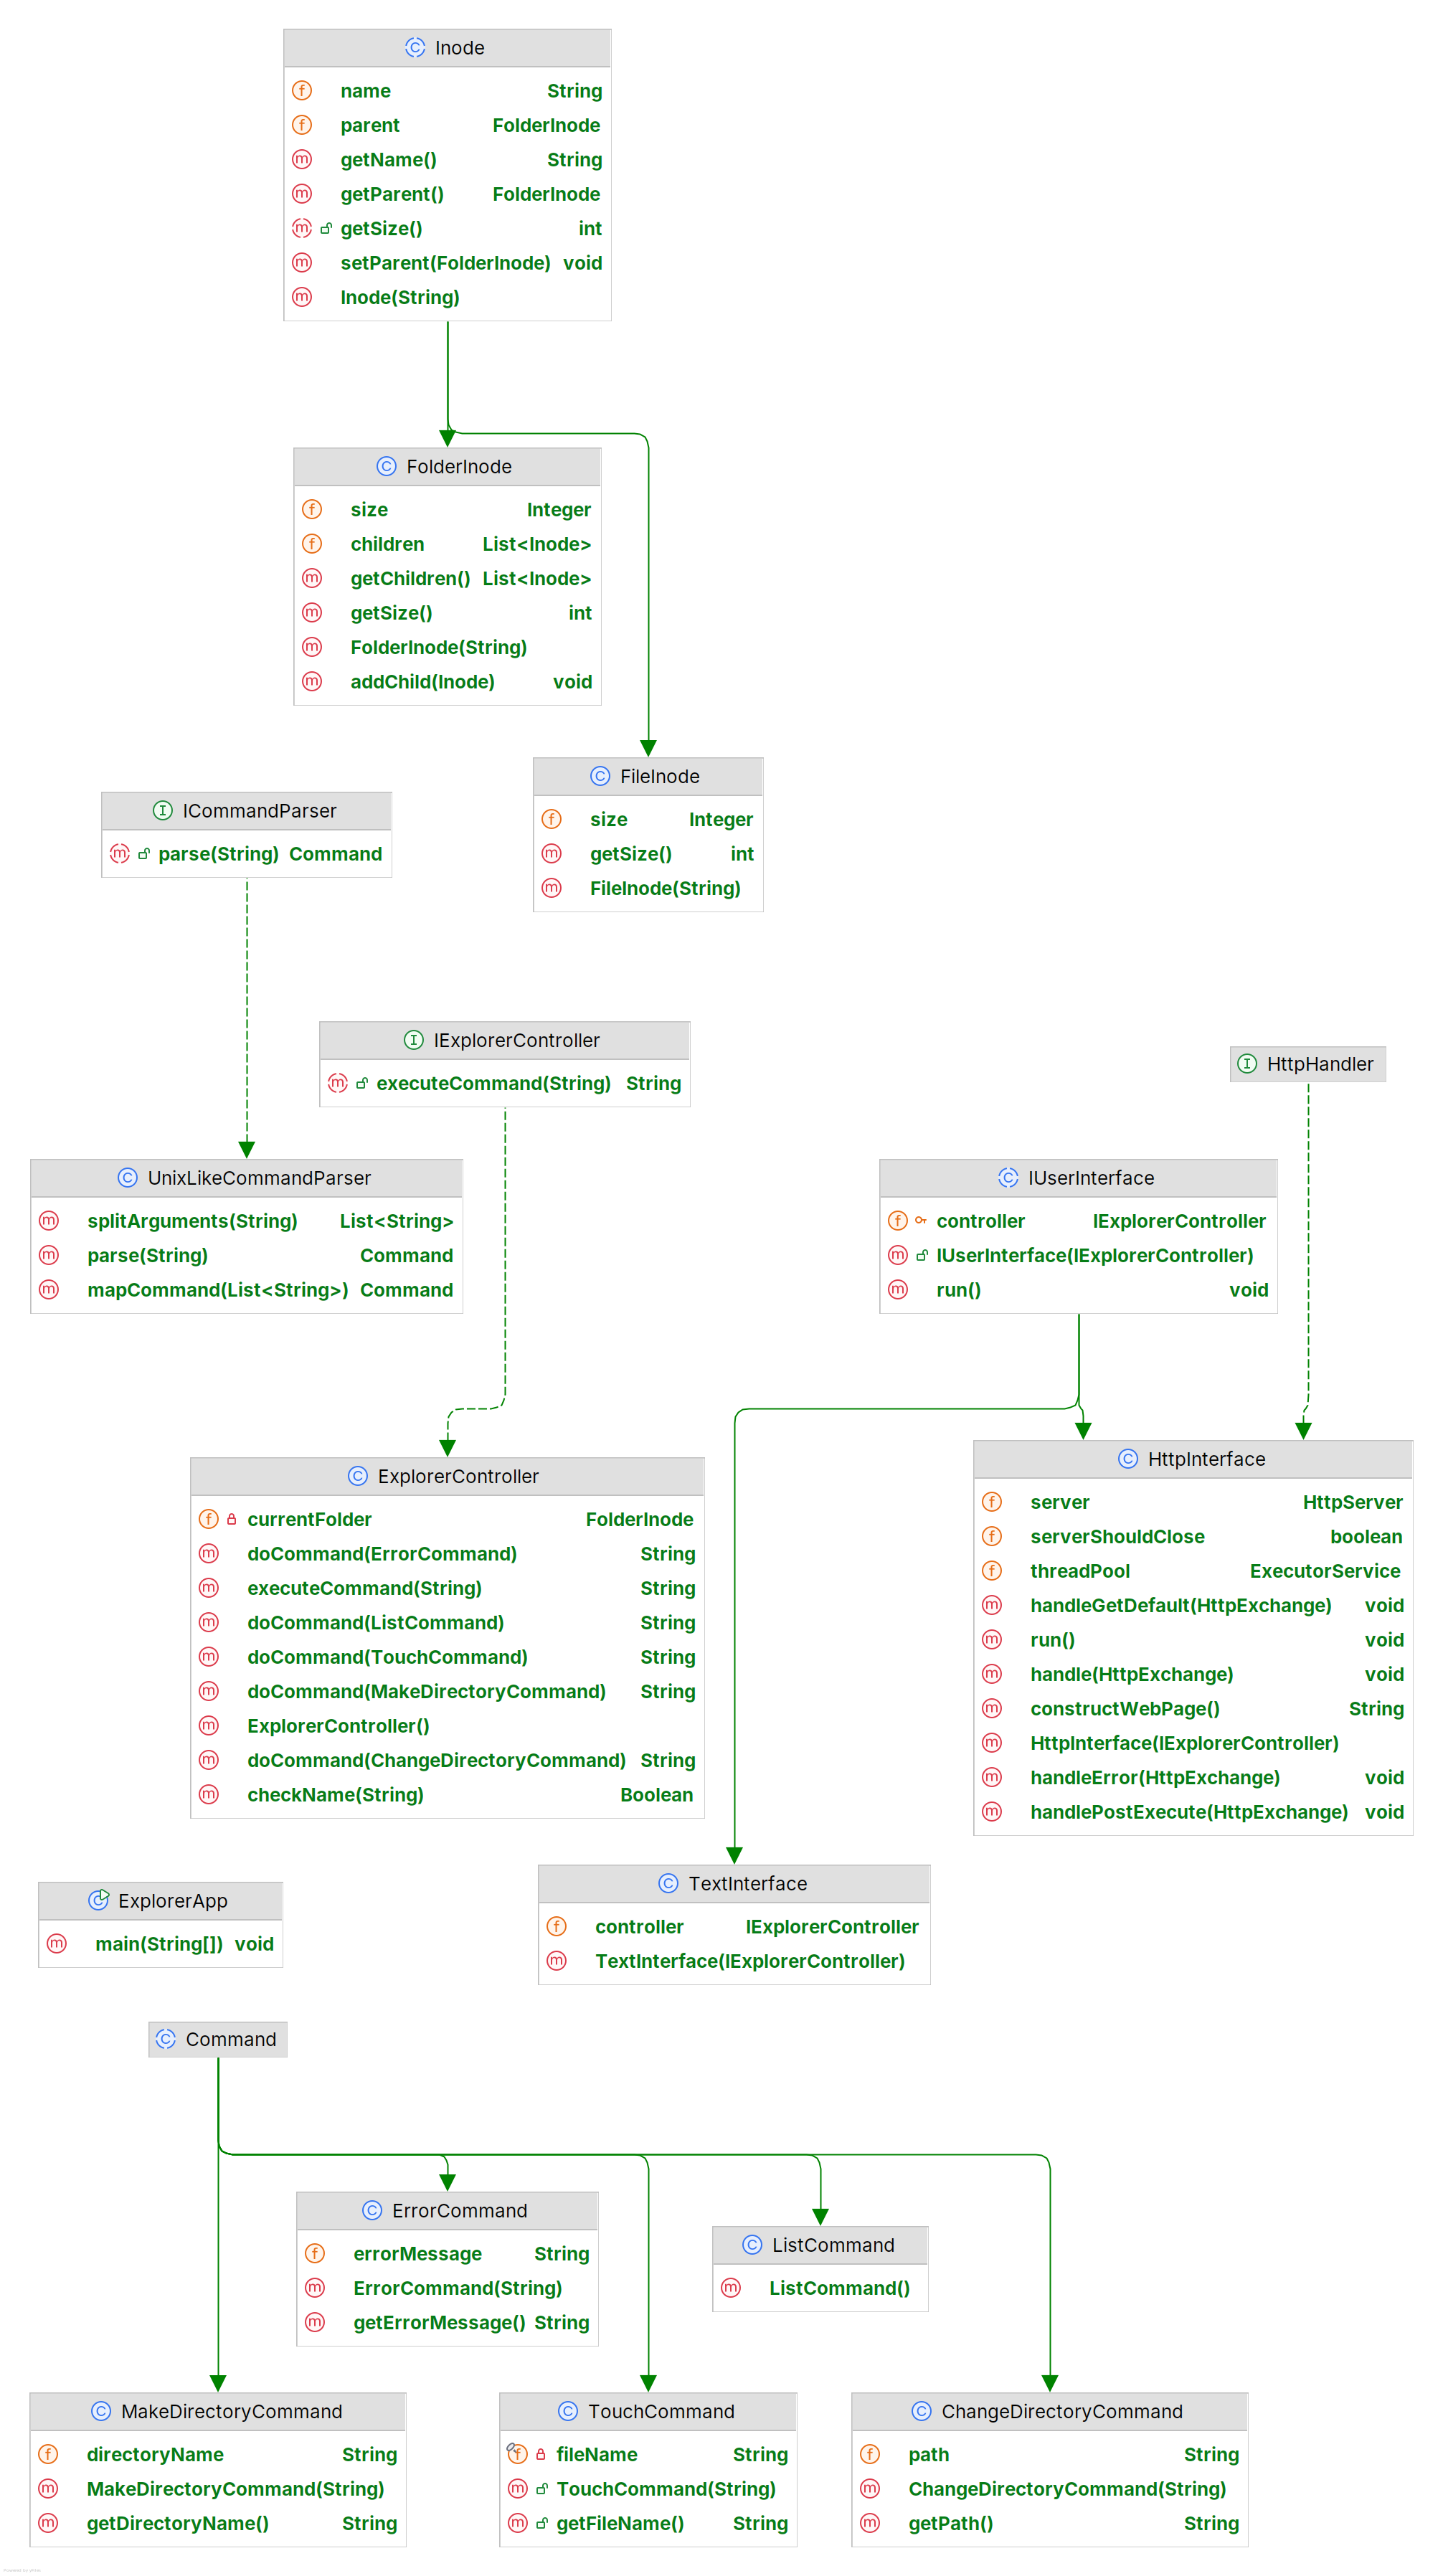 Inode
name String
parent FolderInode
getName() String
getParent() FolderInode
getSize() int
setParent(FolderInode) void
Inode(String)
FolderInode
size Integer
children List<Inode>
getChildren() List<Inode>
getSize() int
FolderInode(String)
addChild(Inode) void
FileInode
size Integer
getSize() int
FileInode(String)
ICommandParser
parse(String) Command
IExplorerController
executeCommand(String) String
HttpHandler
UnixLikeCommandParser
splitArguments(String) List<String>
parse(String) Command
mapCommand(List<String>) Command
IUserInterface
controller IExplorerController
IUserInterface(IExplorerController)
run() void
ExplorerController
currentFolder FolderInode
doCommand(ErrorCommand) String
executeCommand(String) String
doCommand(ListCommand) String
doCommand(TouchCommand) String
doCommand(MakeDirectoryCommand) String
ExplorerController()
doCommand(ChangeDirectoryCommand) String
checkName(String) Boolean
HttpInterface
server HttpServer
serverShouldClose boolean
threadPool ExecutorService
handleGetDefault(HttpExchange) void
run() void
handle(HttpExchange) void
constructWebPage() String
HttpInterface(IExplorerController)
handleError(HttpExchange) void
handlePostExecute(HttpExchange) void
TextInterface
controller IExplorerController
TextInterface(IExplorerController)
ExplorerApp
main(String[]) void
Command
ErrorCommand
errorMessage String
ErrorCommand(String)
getErrorMessage() String
ListCommand
ListCommand()
MakeDirectoryCommand
directoryName String
MakeDirectoryCommand(String)
getDirectoryName() String
TouchCommand
fileName String
TouchCommand(String)
getFileName() String
ChangeDirectoryCommand
path String
ChangeDirectoryCommand(String)
getPath() String
Powered by yFiles